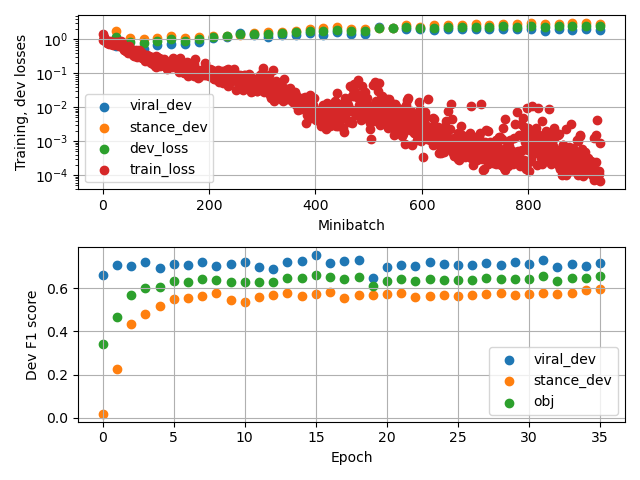 Training, dev losses
10^0
10^−1
10^−2
10^−3
10^−4
viral_dev
stance_dev
dev_loss
train_loss
0 200 400 600 800
Minibatch
Dev F1 score
0.6
0.4
0.2
0.0
viral_dev
stance_dev
obj
0 5 10 15 20 25 30 35
Epoch